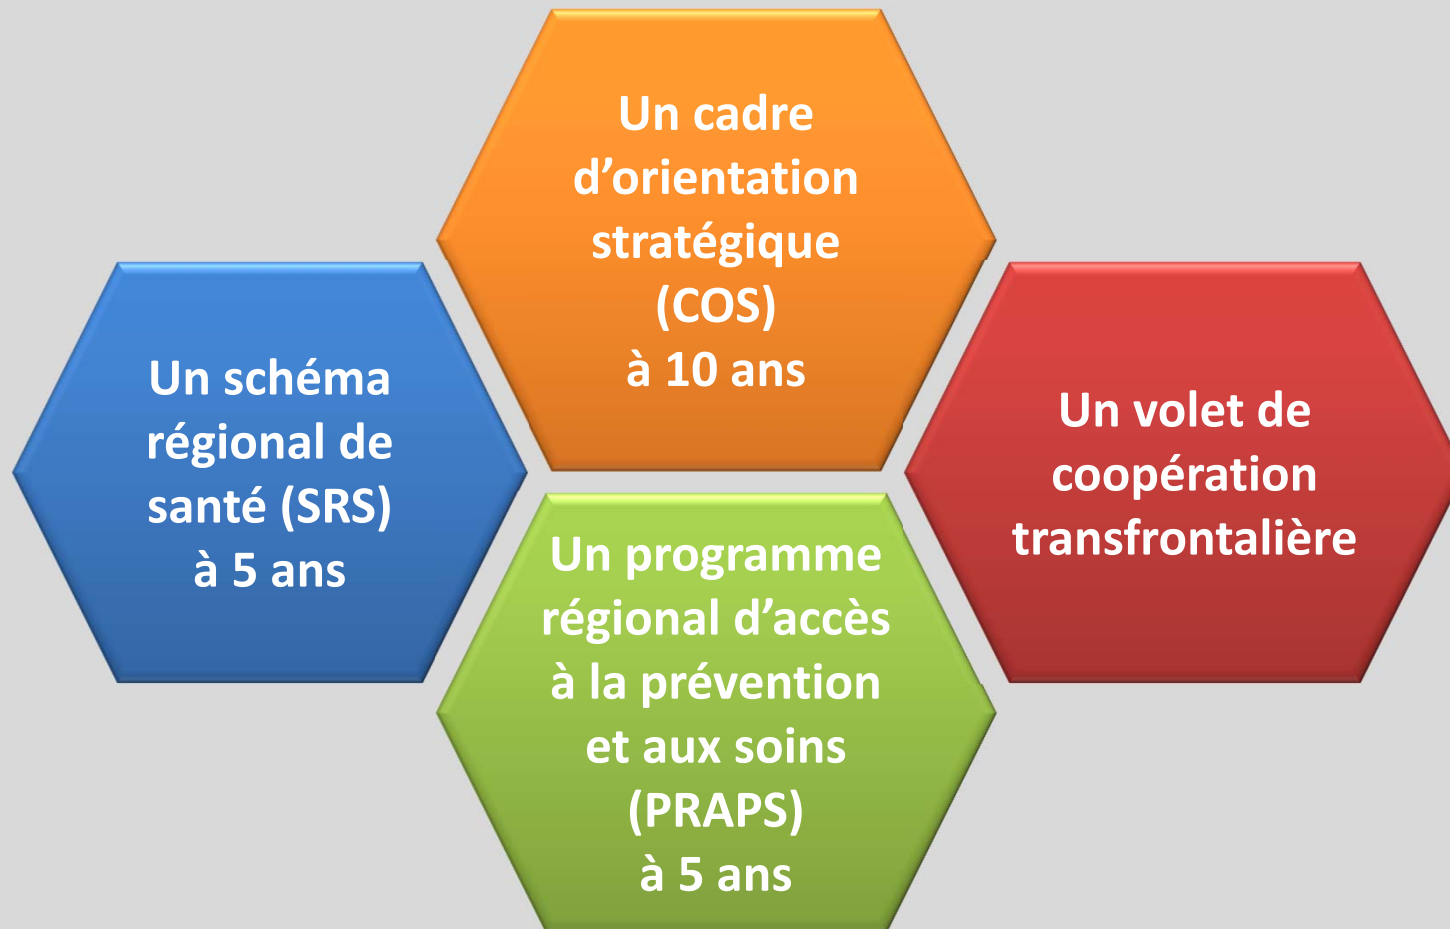 Un cadre
d’orientation
stratégique
(COS)
à 10 ans
Un schéma
régional de
santé (SRS)
à 5 ans
Un volet de
coopération
transfrontalière
Un programme
régional d’accès
à la prévention
et aux soins
(PRAPS)
à 5 ans